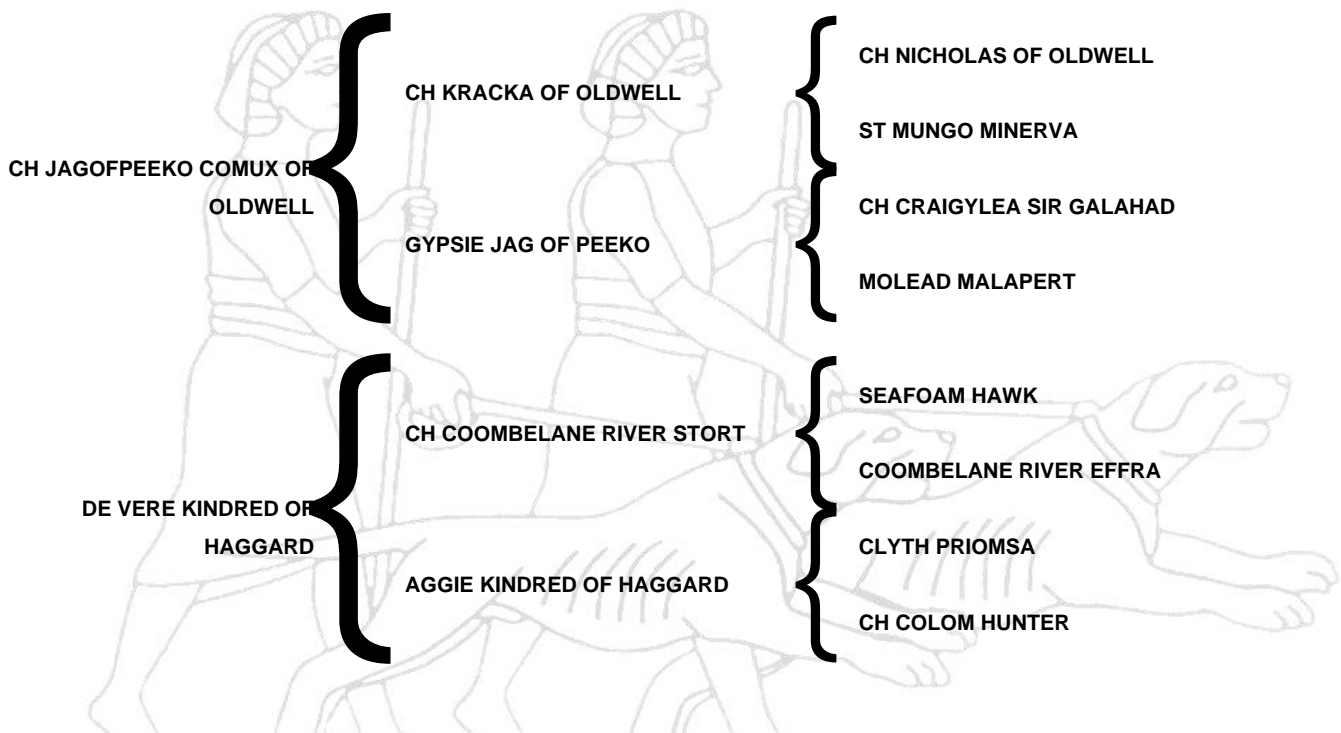 CH JAGOFPEEKO COMUX OF
OLDWELL
CH KRACKA OF OLDWELL
GYPSIE JAG OF PEEKO
CH NICHOLAS OF OLDWELL
ST MUNGO MINERVA
CH CRAIGYLEA SIR GALAHAD
MOLEAD MALAPERT
DE VERE KINDRED OF
HAGGARD
CH COOMBELANE RIVER STORT
AGGIE KINDRED OF HAGGARD
SEAFOAM HAWK
COOMBELANE RIVER EFFRA
CLYTH PRIOMSA
CH COLOM HUNTER